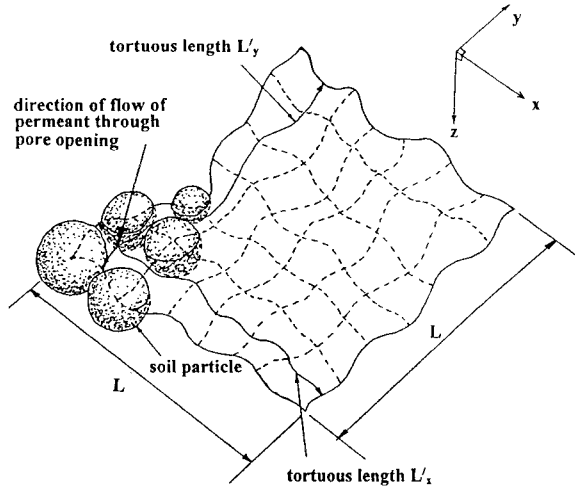 y
tortuous length L'y
x
z
direction of flow of
permeant through
pore opening
L
soil particle
L
tortuous length L'x